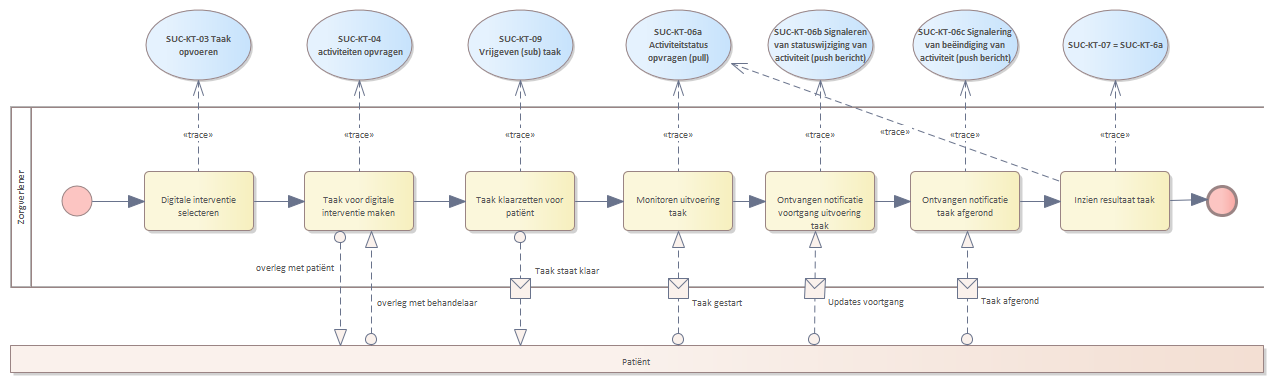 SUC-KT-03 Taak
opvoeren
SUC-KT-04
activiteiten opvragen
SUC-KT-09
Vrijgeven (sub) taak
SUC-KT-06a
Activiteitstatus
opvragen (pull)
SUC-KT-06b Signaleren
van statuswijziging van
activiteit (push bericht)
SUC-KT-06c Signalering
van beëindiging van
activiteit (push bericht)
SUC-KT-07 = SUC-KT-6a
«trace»
«trace»
«trace»
«trace»
«trace»
«trace»
«trace»
«trace»
Zorgverlener
Digitale interventie
selecteren
Taak voor digitale
interventie maken
Taak klaarzetten voor
patiënt
Monitoren uitvoering
taak
Ontvangen notificatie
voortgang uitvoering
taak
Ontvangen notificatie
taak afgerond
Inzien resultaat taak
overleg met patiënt
overleg met behandelaar
Taak staat klaar
Taak gestart
Updates voortgang
Taak afgerond
Patiënt